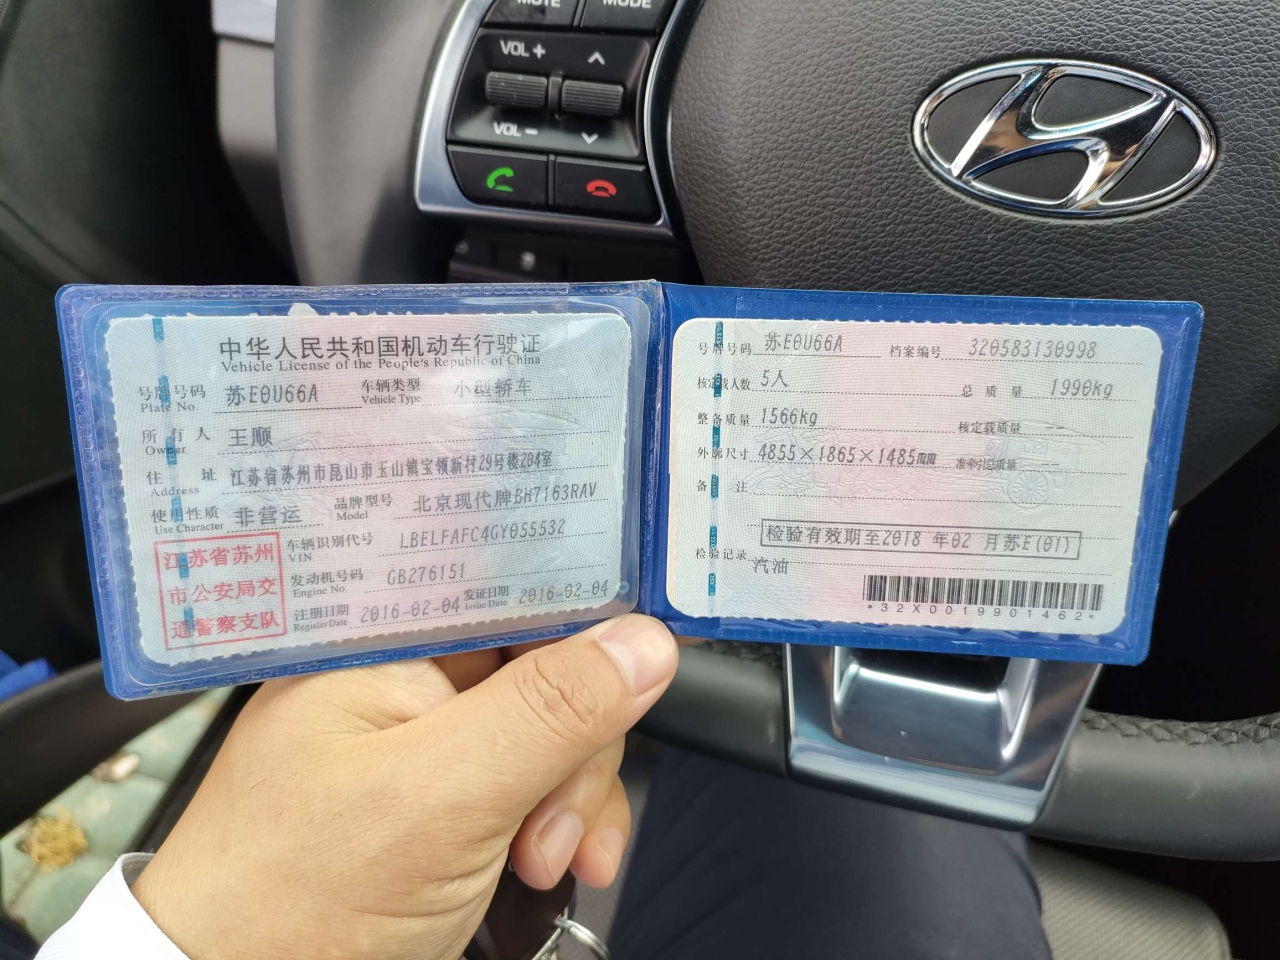 MUTE
MODE
VOL +
VOL −
中华人民共和国机动车行驶证
Vehicle License of the People's Republic of China
号牌号码 苏E0U66A 车辆类型 小型轿车
Plate No. Vehicle Type
所有人 王顺
Owner
住址 江苏省苏州市昆山市玉山镇宝领新村29号楼204室
Address
使用性质 非营运 品牌型号 北京现代牌BH7163RAV
Use Character Model
江苏省苏州
市公安局交
通警察支队
车辆识别代号 LBELFAFC4GY055532
VIN
发动机号码 GB276151
Engine No.
注册日期 2016-02-04 发证日期 2016-02-04
Register Date Issue Date
号牌号码 苏E0U66A 档案编号 320583130998
核定载人数 5人 总质量 1990kg
整备质量 1566kg 核定载质量 --
外廓尺寸 4855×1865×1485mm 准牵引总质量 --
备注
检验有效期至2018 年02 月苏E(01)
检验记录
汽油
*32X0019901462*